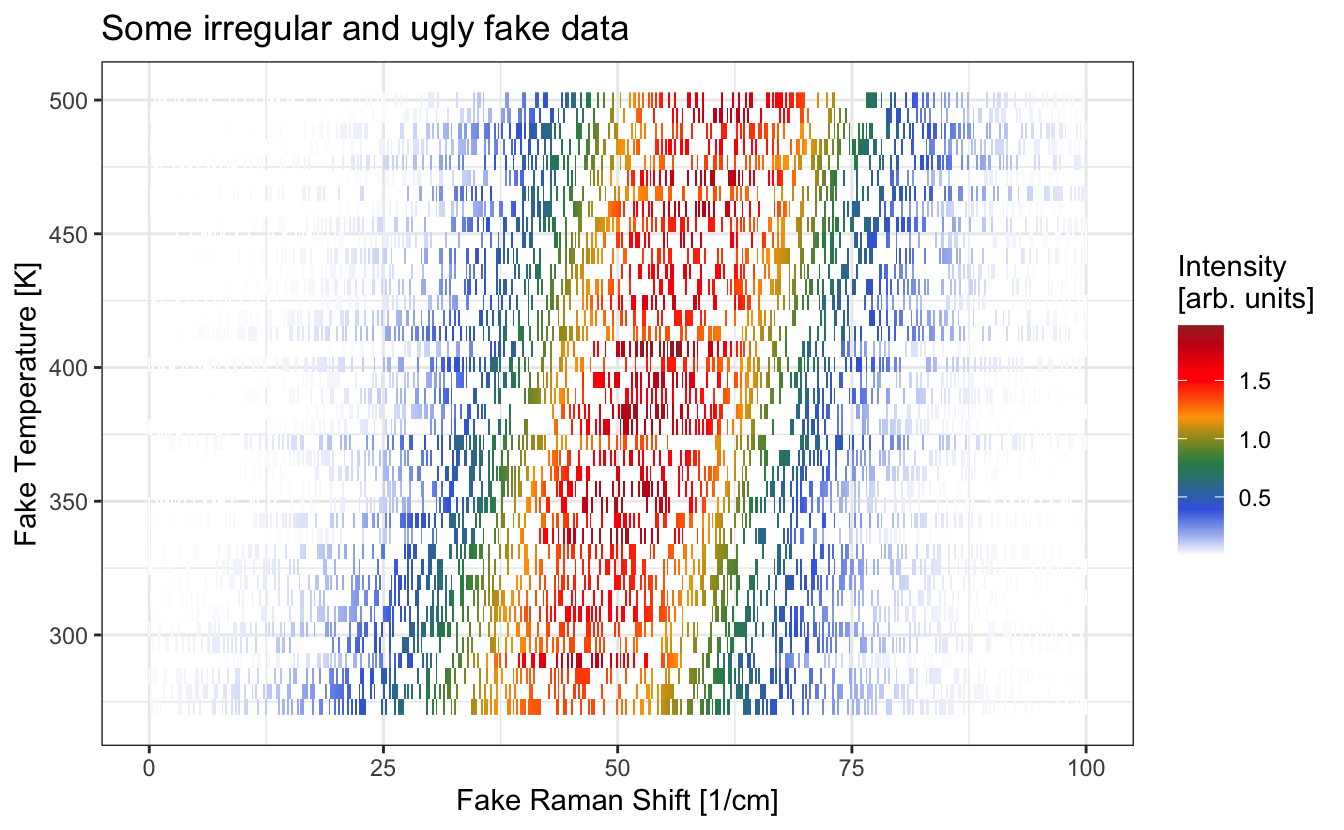 Some irregular and ugly fake data
Fake Temperature [K]
500
450
400
350
300
0
25
50
75
100
Fake Raman Shift [1/cm]
Intensity
[arb. units]
1.5
1.0
0.5